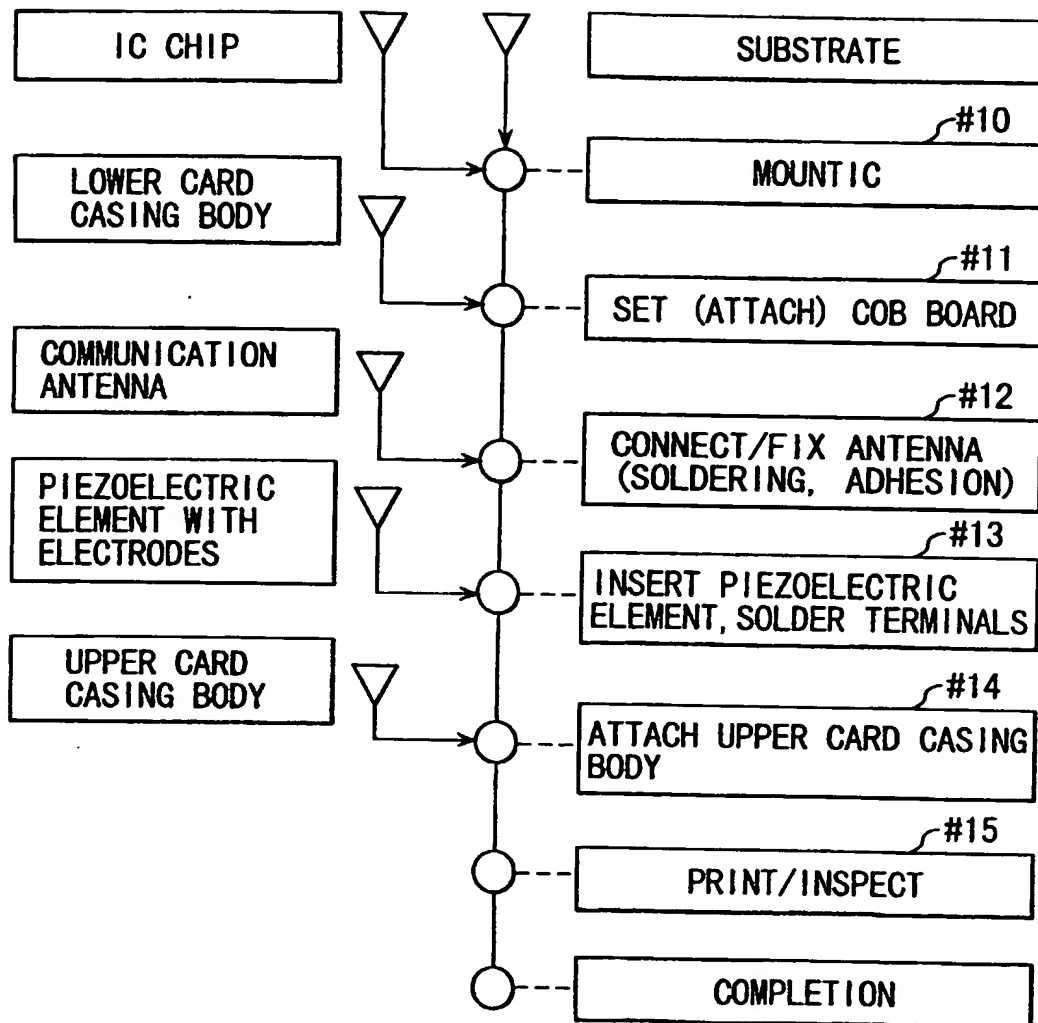 IC CHIP
SUBSTRATE
#10
MOUNTIC
LOWER CARD
CASING BODY
#11
SET (ATTACH) COB BOARD
COMMUNICATION
ANTENNA
#12
CONNECT/FIX ANTENNA
(SOLDERING, ADHESION)
PIEZOELECTRIC
ELEMENT WITH
ELECTRODES
#13
INSERT PIEZOELECTRIC
ELEMENT, SOLDER TERMINALS
UPPER CARD
CASING BODY
#14
ATTACH UPPER CARD CASING
BODY
#15
PRINT/INSPECT
COMPLETION